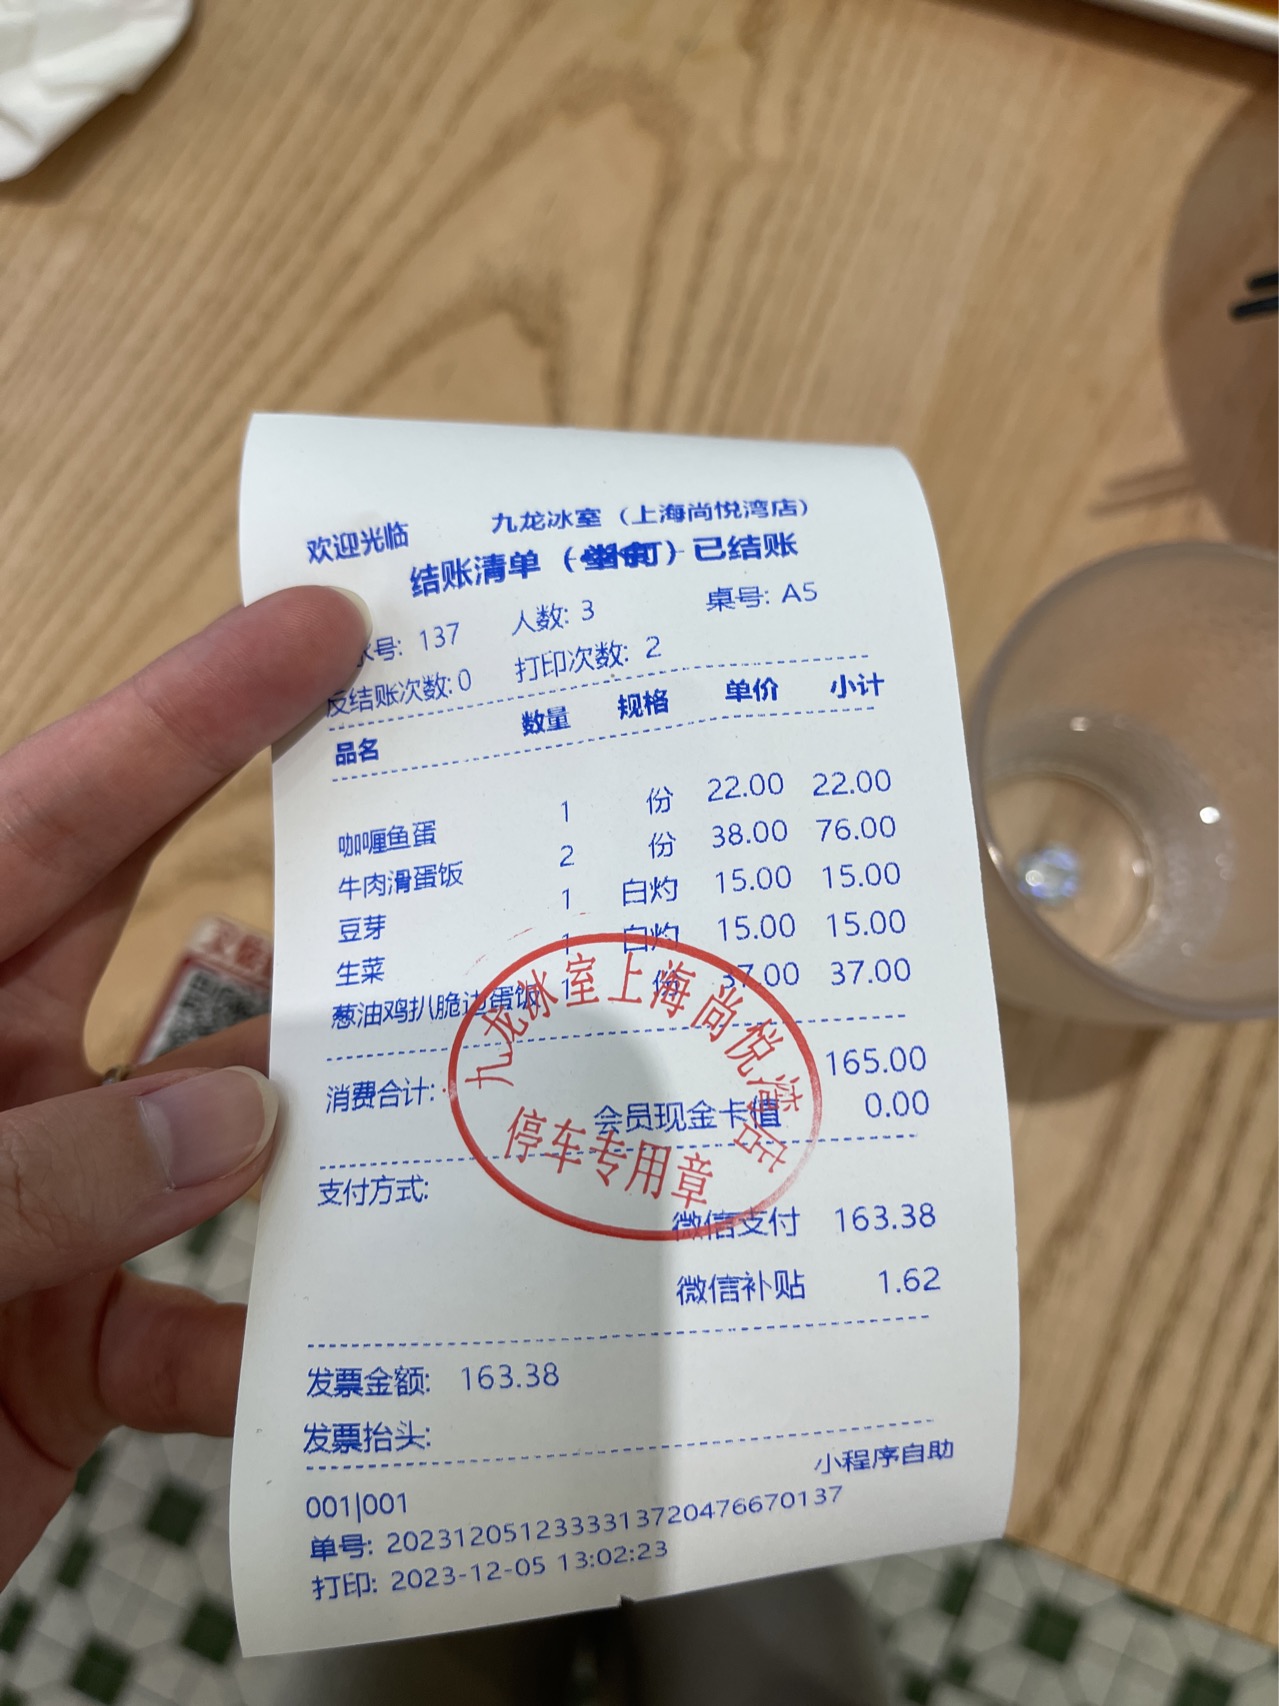 欢迎光临
九龙冰室（上海尚悦湾店）
结账清单（堂食）已结账
号: 137 人数: 3 桌号: A5
反结账次数: 0 打印次数: 2
品名 数量 规格 单价 小计
咖喱鱼蛋 1 份 22.00 22.00
牛肉滑蛋饭 2 份 38.00 76.00
豆芽 1 白灼 15.00 15.00
生菜 1 白灼 15.00 15.00
葱油鸡扒脆边蛋饭 1 份 37.00 37.00
消费合计: 165.00
会员现金卡值 0.00
九龙冰室上海尚悦湾店
停车专用章
支付方式:
微信支付 163.38
微信补贴 1.62
发票金额: 163.38
发票抬头:
小程序自助
001|001
单号: 2023120512333313720476670137
打印: 2023-12-05 13:02:23